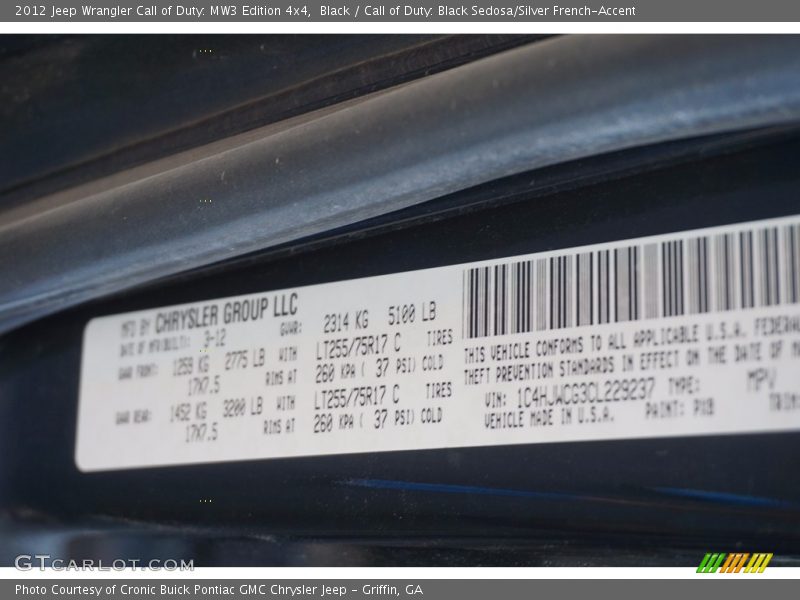 2012 Jeep Wrangler Call of Duty: MW3 Edition 4x4,  Black / Call of Duty: Black Sedosa/Silver French-Accent
MFD BY CHRYSLER GROUP LLC
DATE OF MFR 3-12 GVWR: 2314 KG 5100 LB
GAWR FRONT: 1259 KG 2775 LB WITH LT255/75R17 C TIRES
17X7.5 RIMS AT 260 KPA ( 37 PSI) COLD
GAWR REAR: 1452 KG 3200 LB WITH LT255/75R17 C TIRES
17X7.5 RIMS AT 260 KPA ( 37 PSI) COLD
THIS VEHICLE CONFORMS TO ALL APPLICABLE U.S.A. FEDERAL
THEFT PREVENTION STANDARDS IN EFFECT ON THE DATE OF
VIN: 1C4HJWCG3CL229237 TYPE: MPV
VEHICLE MADE IN U.S.A. PAINT: TRIM:
GTCARLOT.COM
Photo Courtesy of Cronic Buick Pontiac GMC Chrysler Jeep - Griffin, GA